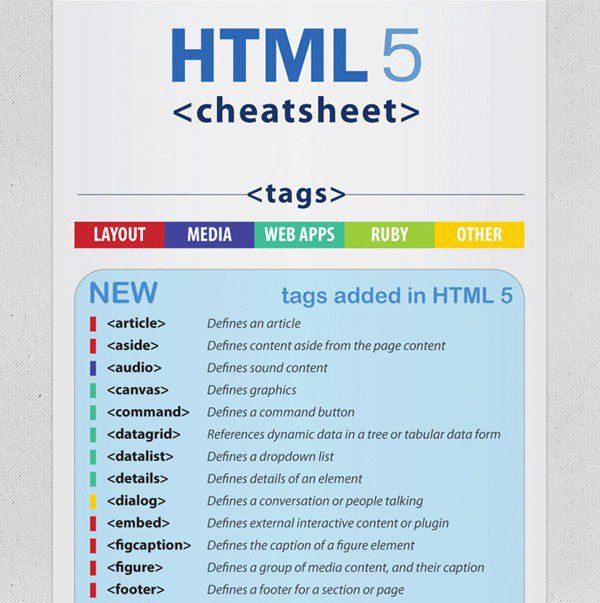 HTML 5
<cheatsheet>
<tags>
LAYOUT MEDIA WEB APPS RUBY OTHER
NEW tags added in HTML 5
<article> Defines an article
<aside> Defines content aside from the page content
<audio> Defines sound content
<canvas> Defines graphics
<command> Defines a command button
<datagrid> References dynamic data in a tree or tabular data form
<datalist> Defines a dropdown list
<details> Defines details of an element
<dialog> Defines a conversation or people talking
<embed> Defines external interactive content or plugin
<figcaption> Defines the caption of a figure element
<figure> Defines a group of media content, and their caption
<footer> Defines a footer for a section or page